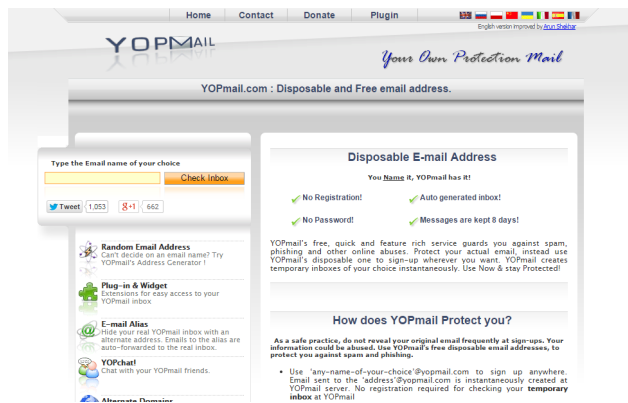 Home Contact Donate Plugin
English version improved by Arun Shekhar
YOPMAIL
Your Own Protection Mail
YOPmail.com : Disposable and Free email address.
Type the Email name of your choice
Check Inbox
Tweet 1,053 g+1 662
Random Email Address
Can't decide on an email name? Try
YOPmail's Address Generator !
Plug-in & Widget
Extensions for easy access to your
YOPmail inbox
E-mail Alias
Hide your real YOPmail inbox with an
alternate address. Emails to the alias are
auto-forwarded to the real inbox.
YOPchat!
Chat with your YOPmail friends.
Alternate Domains
Disposable E-mail Address
You Name it, YOPmail has it!
No Registration! Auto generated inbox!
No Password! Messages are kept 8 days!
YOPmail's free, quick and feature rich service guards you against spam,
phishing and other online abuses. Protect your actual email, instead use
YOPmail's disposable one to sign-up wherever you want. YOPmail creates
temporary inboxes of your choice instantaneously. Use Now & stay Protected!
How does YOPmail Protect you?
As a safe practice, do not reveal your original email frequently at sign-ups. Your
information could be abused. Use YOPmail's free disposable email addresses, to
protect you against spam and phishing.
• Use 'any-name-of-your-choice'@yopmail.com to sign up anywhere.
Email sent to the 'address'@yopmail.com is instantaneously created at
YOPmail server. No registration required for checking your temporary
inbox at YOPmail